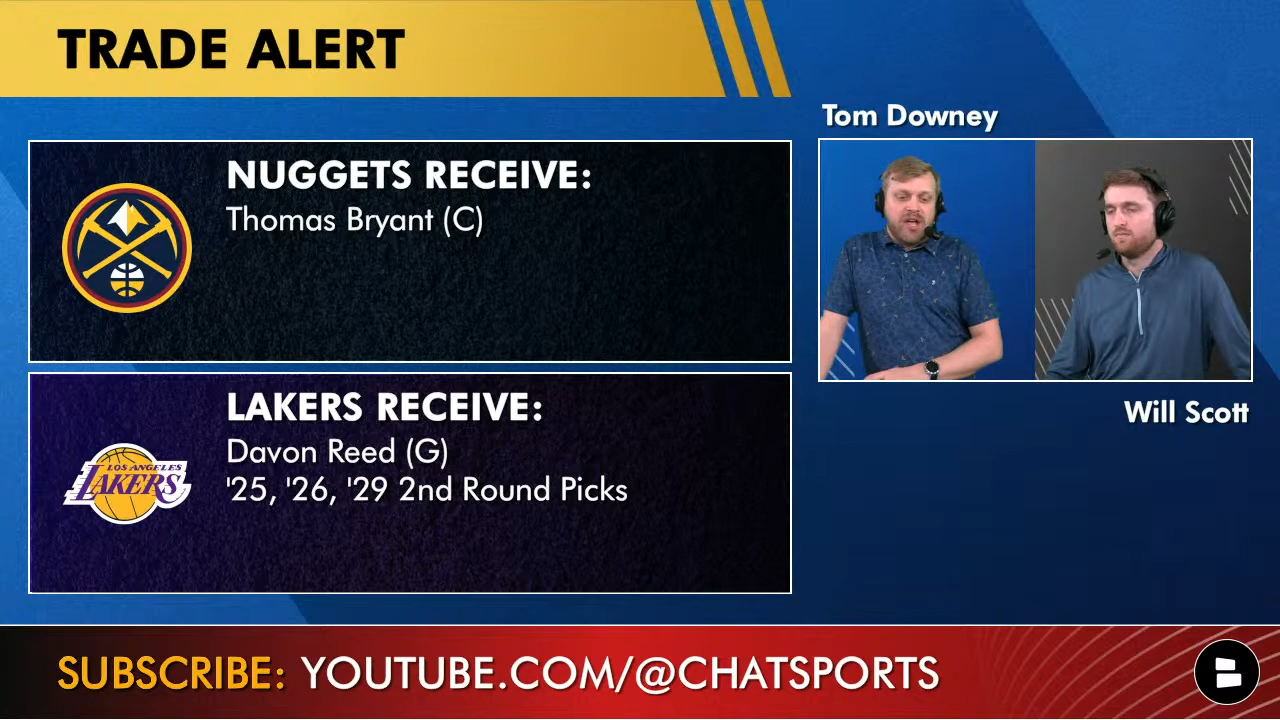 TRADE ALERT
Tom Downey
NUGGETS RECEIVE:
Thomas Bryant (C)
Will Scott
LAKERS RECEIVE:
Davon Reed (G)
'25, '26, '29 2nd Round Picks
LOS ANGELES
LAKERS
SUBSCRIBE: YOUTUBE.COM/@CHATSPORTS